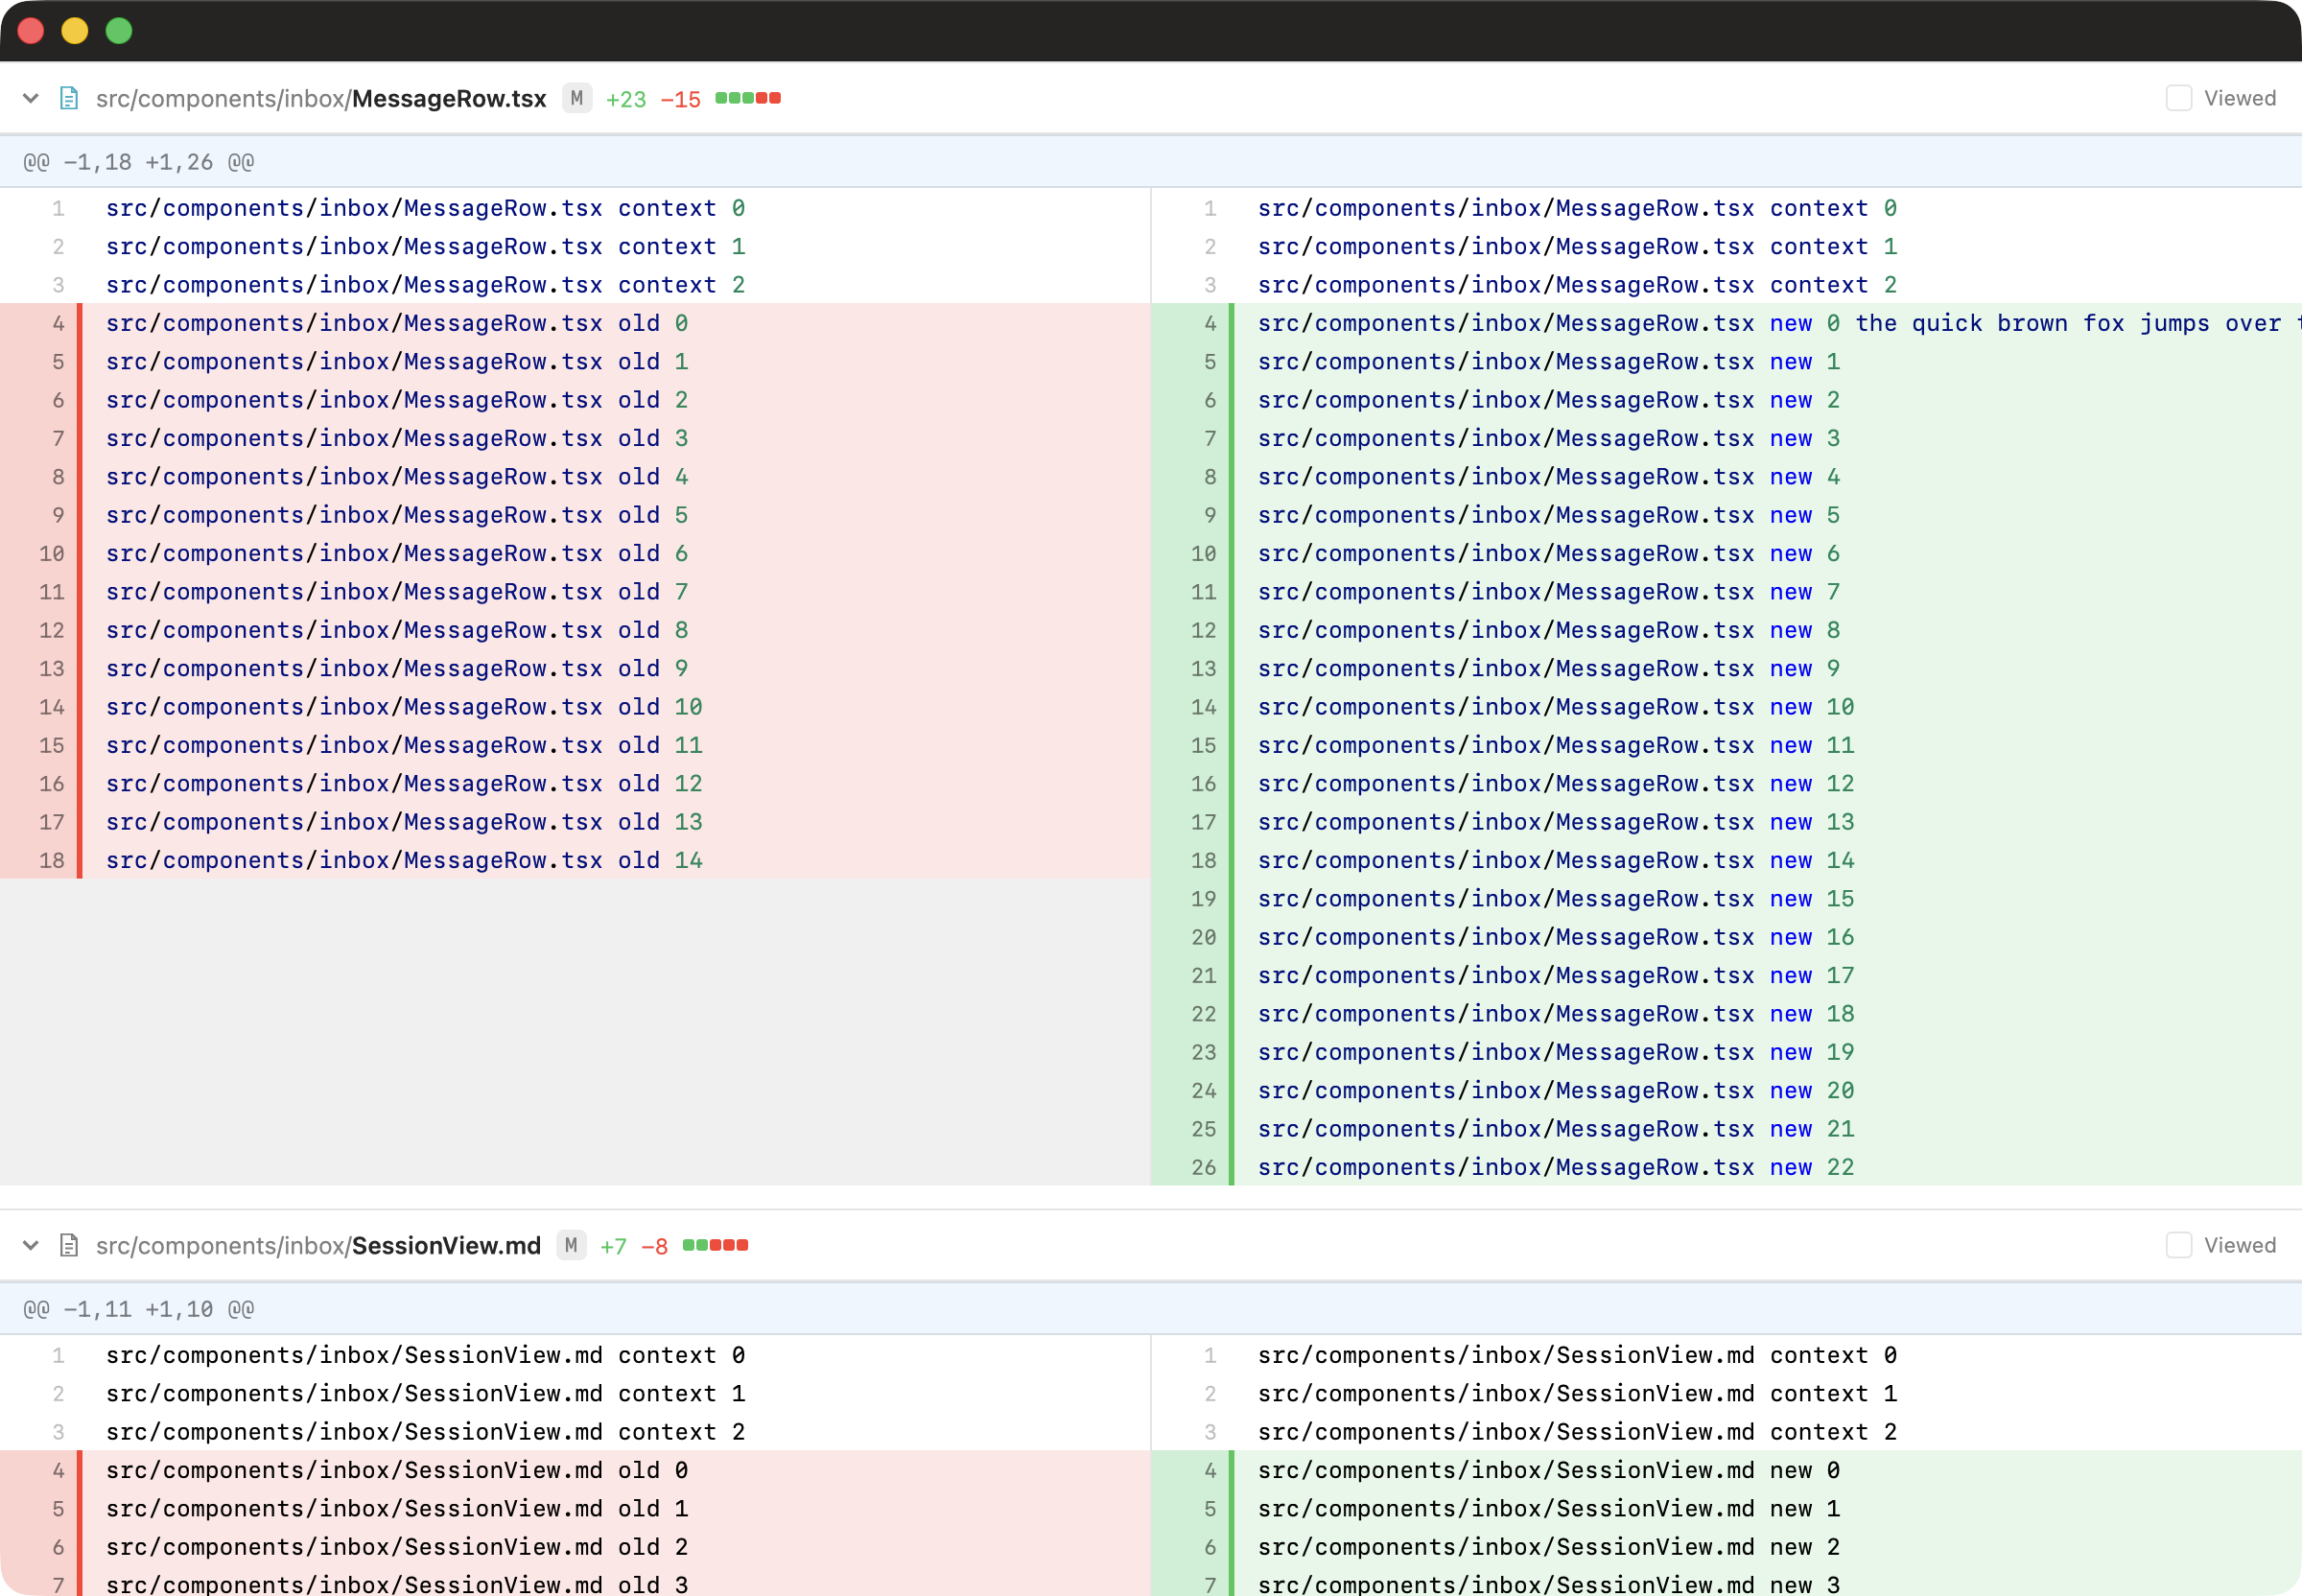 src/components/inbox/MessageRow.tsx M +23 −15 Viewed
@@ −1,18 +1,26 @@
1 src/components/inbox/MessageRow.tsx context 0 1 src/components/inbox/MessageRow.tsx context 0
2 src/components/inbox/MessageRow.tsx context 1 2 src/components/inbox/MessageRow.tsx context 1
3 src/components/inbox/MessageRow.tsx context 2 3 src/components/inbox/MessageRow.tsx context 2
4 src/components/inbox/MessageRow.tsx old 0 4 src/components/inbox/MessageRow.tsx new 0 the quick brown fox jumps over
5 src/components/inbox/MessageRow.tsx old 1 5 src/components/inbox/MessageRow.tsx new 1
6 src/components/inbox/MessageRow.tsx old 2 6 src/components/inbox/MessageRow.tsx new 2
7 src/components/inbox/MessageRow.tsx old 3 7 src/components/inbox/MessageRow.tsx new 3
8 src/components/inbox/MessageRow.tsx old 4 8 src/components/inbox/MessageRow.tsx new 4
9 src/components/inbox/MessageRow.tsx old 5 9 src/components/inbox/MessageRow.tsx new 5
10 src/components/inbox/MessageRow.tsx old 6 10 src/components/inbox/MessageRow.tsx new 6
11 src/components/inbox/MessageRow.tsx old 7 11 src/components/inbox/MessageRow.tsx new 7
12 src/components/inbox/MessageRow.tsx old 8 12 src/components/inbox/MessageRow.tsx new 8
13 src/components/inbox/MessageRow.tsx old 9 13 src/components/inbox/MessageRow.tsx new 9
14 src/components/inbox/MessageRow.tsx old 10 14 src/components/inbox/MessageRow.tsx new 10
15 src/components/inbox/MessageRow.tsx old 11 15 src/components/inbox/MessageRow.tsx new 11
16 src/components/inbox/MessageRow.tsx old 12 16 src/components/inbox/MessageRow.tsx new 12
17 src/components/inbox/MessageRow.tsx old 13 17 src/components/inbox/MessageRow.tsx new 13
18 src/components/inbox/MessageRow.tsx old 14 18 src/components/inbox/MessageRow.tsx new 14
19 src/components/inbox/MessageRow.tsx new 15
20 src/components/inbox/MessageRow.tsx new 16
21 src/components/inbox/MessageRow.tsx new 17
22 src/components/inbox/MessageRow.tsx new 18
23 src/components/inbox/MessageRow.tsx new 19
24 src/components/inbox/MessageRow.tsx new 20
25 src/components/inbox/MessageRow.tsx new 21
26 src/components/inbox/MessageRow.tsx new 22
src/components/inbox/SessionView.md M +7 −8 Viewed
@@ −1,11 +1,10 @@
1 src/components/inbox/SessionView.md context 0 1 src/components/inbox/SessionView.md context 0
2 src/components/inbox/SessionView.md context 1 2 src/components/inbox/SessionView.md context 1
3 src/components/inbox/SessionView.md context 2 3 src/components/inbox/SessionView.md context 2
4 src/components/inbox/SessionView.md old 0 4 src/components/inbox/SessionView.md new 0
5 src/components/inbox/SessionView.md old 1 5 src/components/inbox/SessionView.md new 1
6 src/components/inbox/SessionView.md old 2 6 src/components/inbox/SessionView.md new 2
7 src/components/inbox/SessionView.md old 3 7 src/components/inbox/SessionView.md new 3